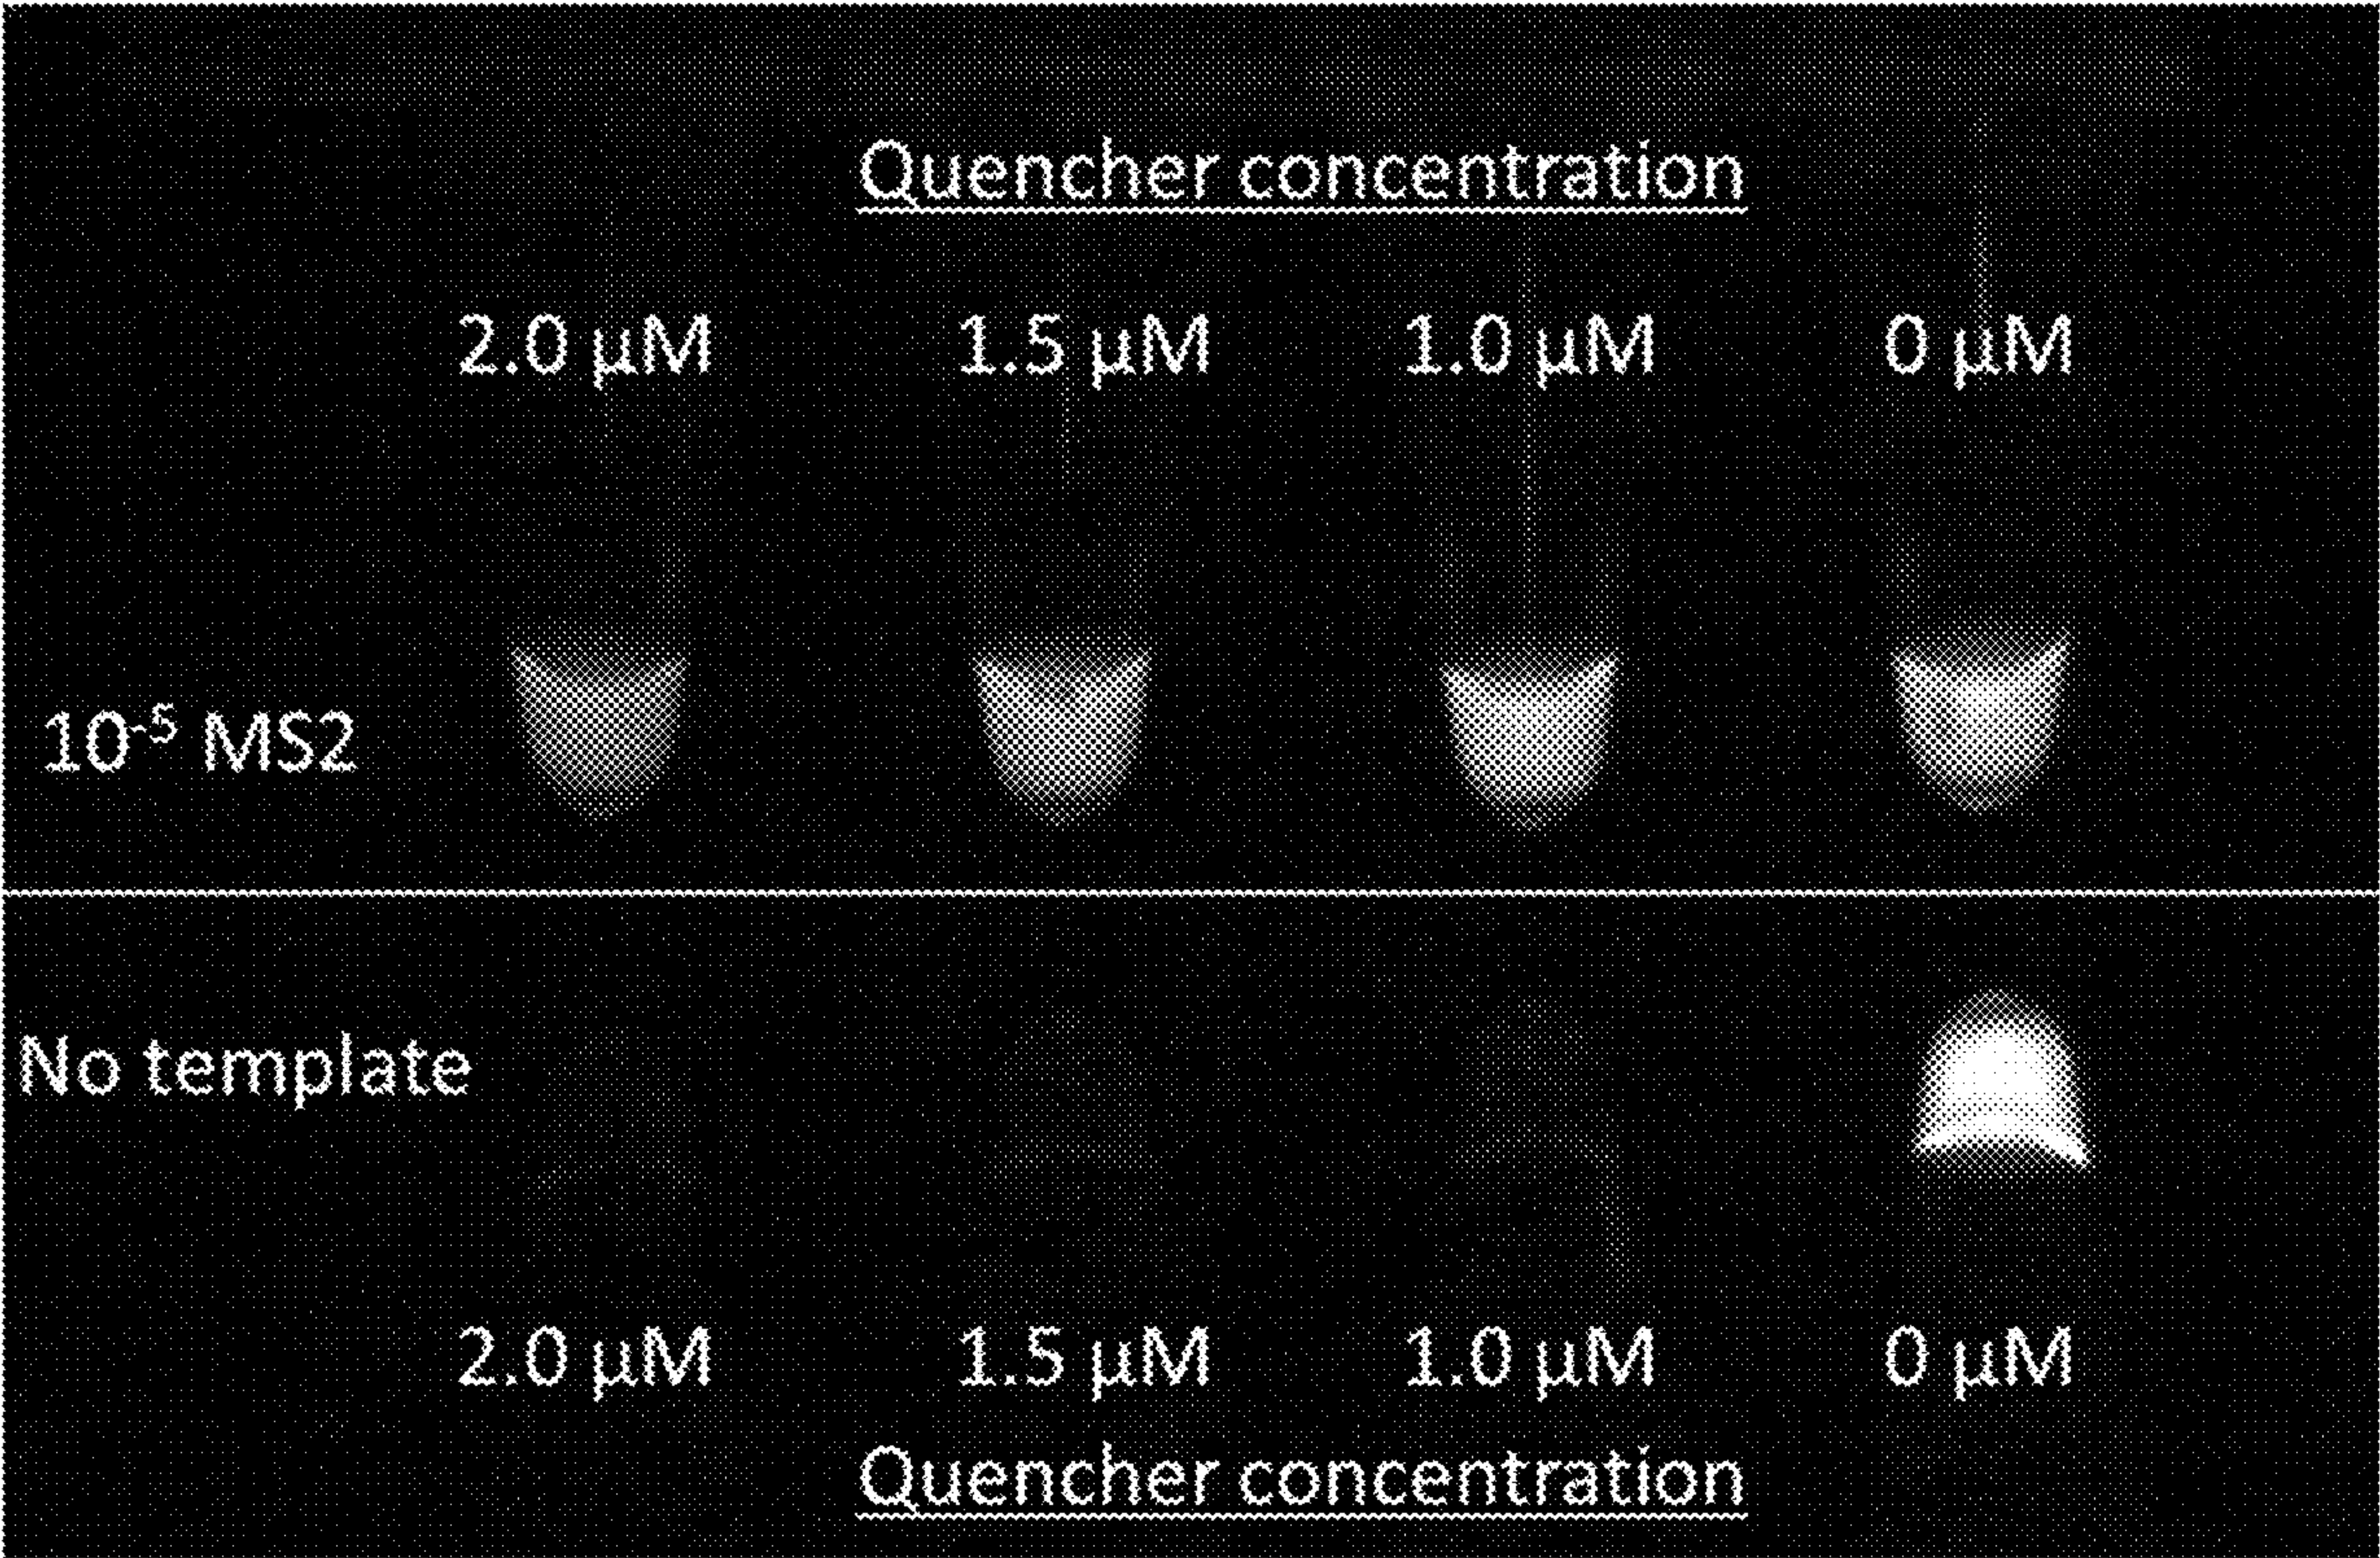 Quencher concentration
2.0 µM 1.5 µM 1.0 µM 0 µM
10⁻⁵ MS2
No template
2.0 µM 1.5 µM 1.0 µM 0 µM
Quencher concentration